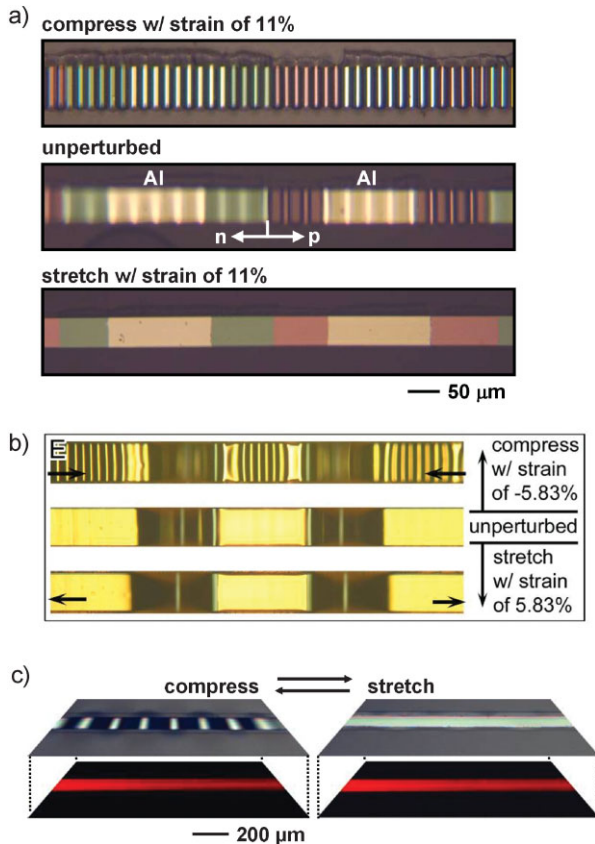 a)
compress w/ strain of 11%
unperturbed
Al
Al
n
p
stretch w/ strain of 11%
50 μm
b)
E
compress
w/ strain
of -5.83%
unperturbed
stretch
w/ strain
of 5.83%
c)
compress
stretch
200 μm